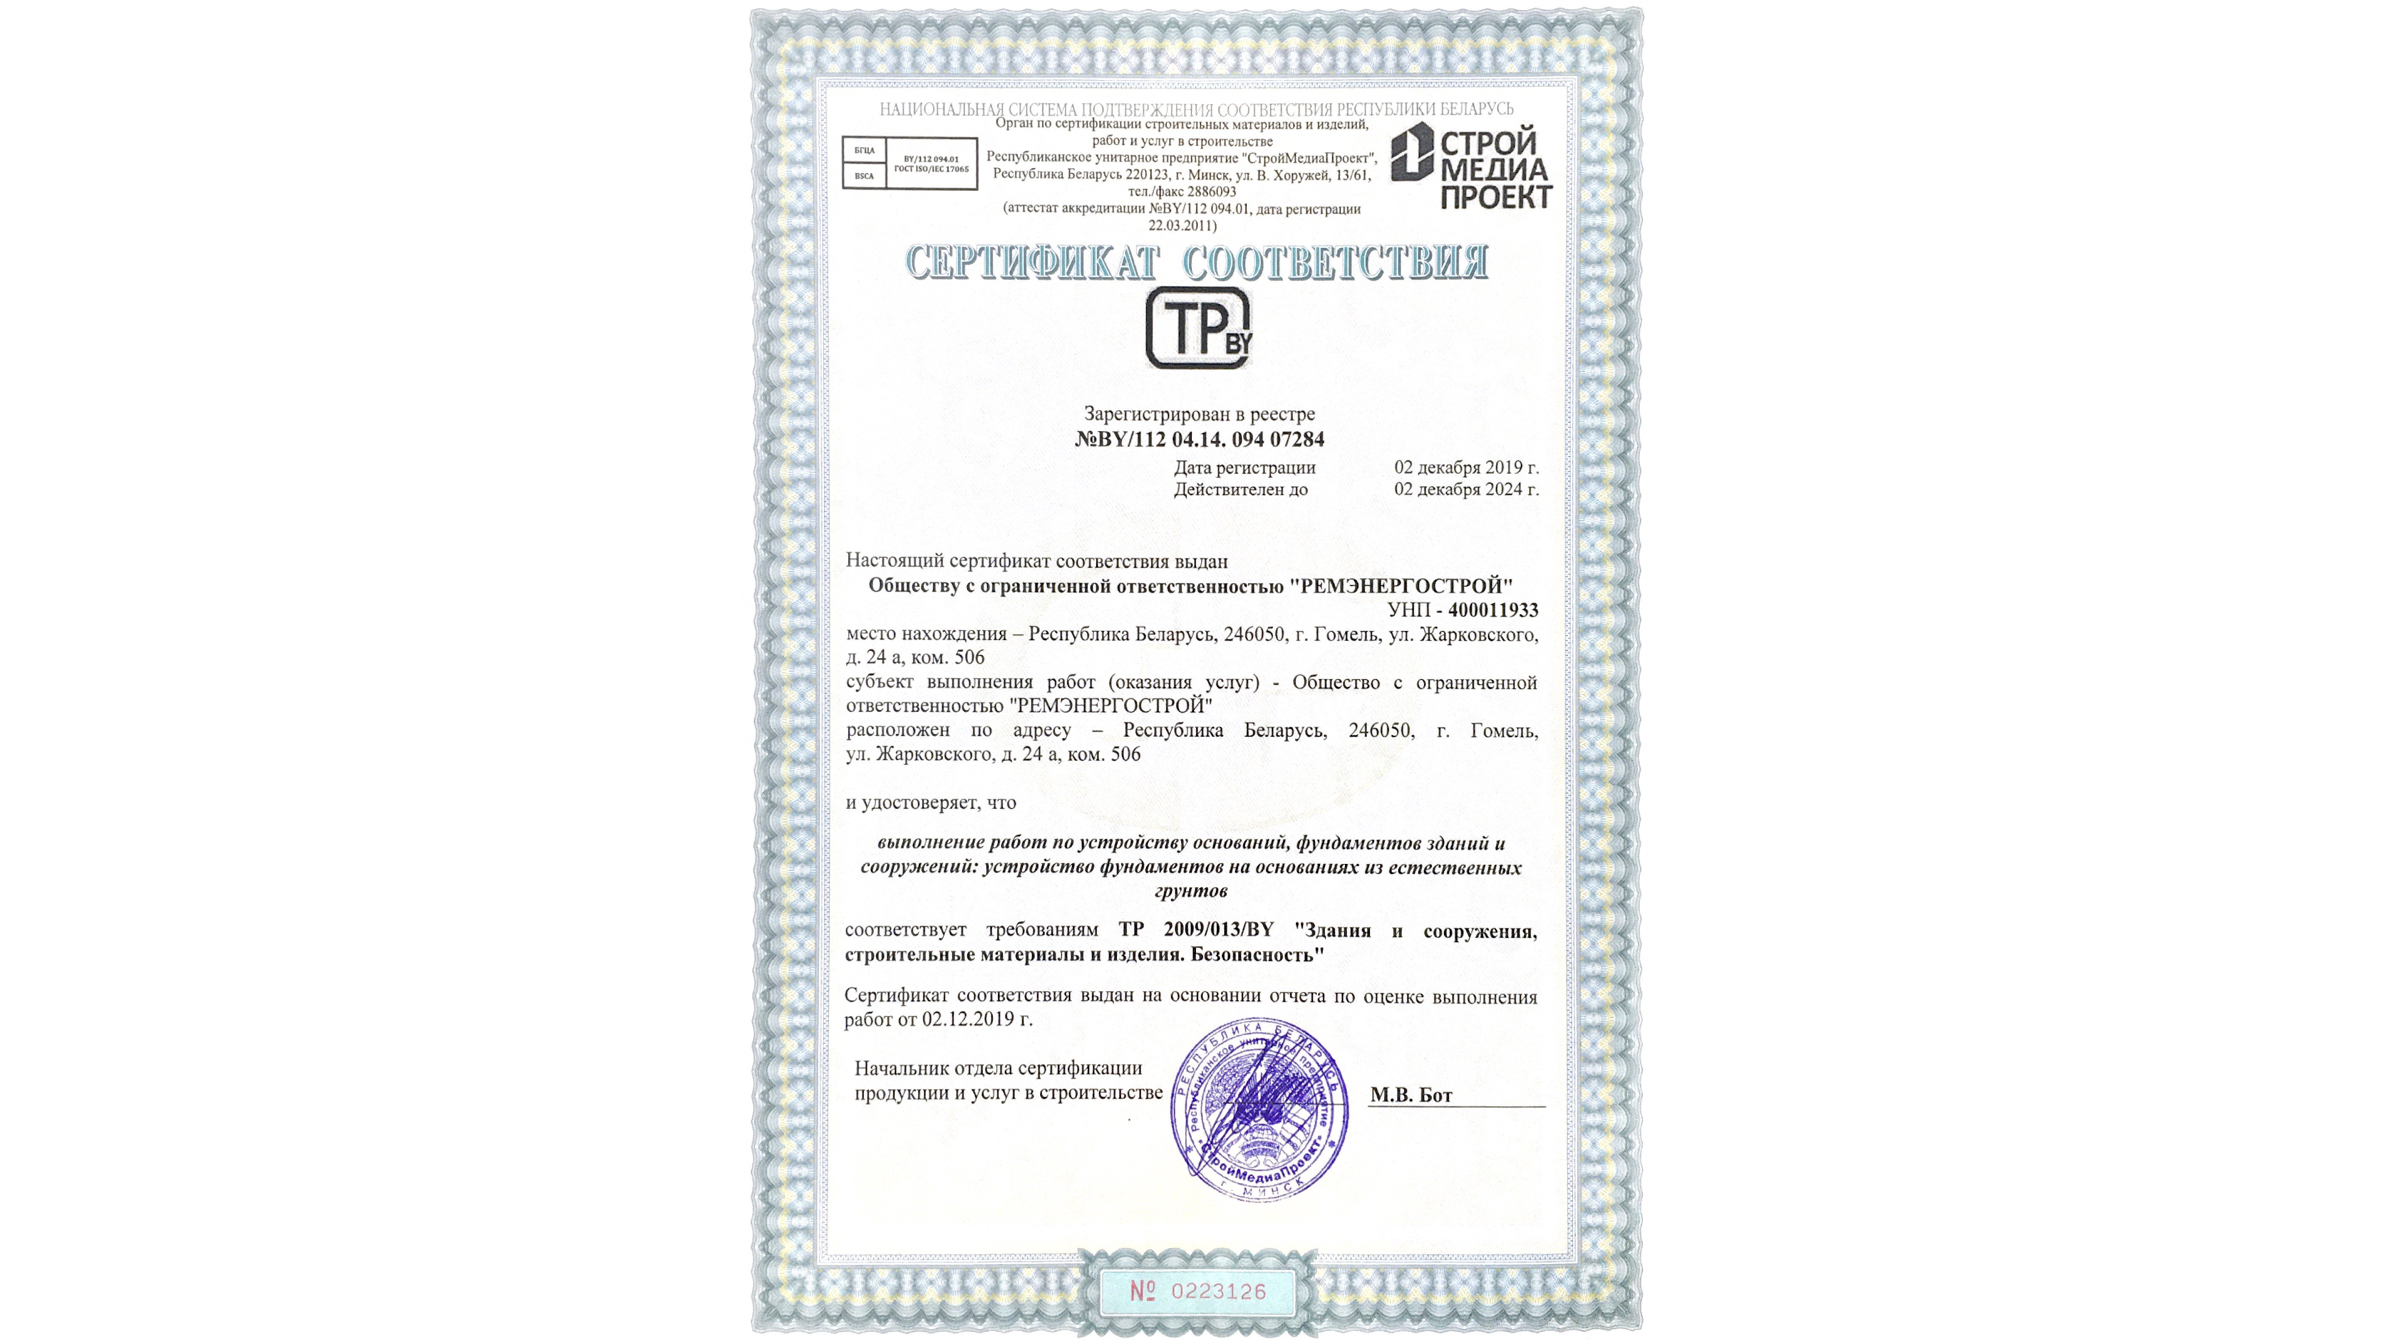 НАЦИОНАЛЬНАЯ СИСТЕМА ПОДТВЕРЖДЕНИЯ СООТВЕТСТВИЯ РЕСПУБЛИКИ БЕЛАРУСЬ
Орган по сертификации строительных материалов и изделий,
работ и услуг в строительстве
Республиканское унитарное предприятие "СтройМедиаПроект",
Республика Беларусь 220123, г. Минск, ул. В. Хоружей, 13/61,
тел./факс 2886093
(аттестат аккредитации №BY/112 094.01, дата регистрации
22.03.2011)
БГЦА
BSCA
BY/112 094.01
ГОСТ ISO/IEC 17065
СТРОЙ
МЕДИА
ПРОЕКТ
СЕРТИФИКАТ СООТВЕТСТВИЯ
ТР BY
Зарегистрирован в реестре
№BY/112 04.14. 094 07284
Дата регистрации 02 декабря 2019 г.
Действителен до 02 декабря 2024 г.
Настоящий сертификат соответствия выдан
Обществу с ограниченной ответственностью "РЕМЭНЕРГОСТРОЙ"
УНП - 400011933
место нахождения – Республика Беларусь, 246050, г. Гомель, ул. Жарковского,
д. 24 а, ком. 506
субъект выполнения работ (оказания услуг) - Общество с ограниченной
ответственностью "РЕМЭНЕРГОСТРОЙ"
расположен по адресу – Республика Беларусь, 246050, г. Гомель,
ул. Жарковского, д. 24 а, ком. 506
и удостоверяет, что
выполнение работ по устройству оснований, фундаментов зданий и
сооружений: устройство фундаментов на основаниях из естественных
грунтов
соответствует требованиям ТР 2009/013/BY "Здания и сооружения,
строительные материалы и изделия. Безопасность"
Сертификат соответствия выдан на основании отчета по оценке выполнения
работ от 02.12.2019 г.
Начальник отдела сертификации
продукции и услуг в строительстве
М.В. Бот
РЕСПУБЛИКА БЕЛАРУСЬ
Республиканское унитарное предприятие
"СтройМедиаПроект"
г. МИНСК
№ 0223126